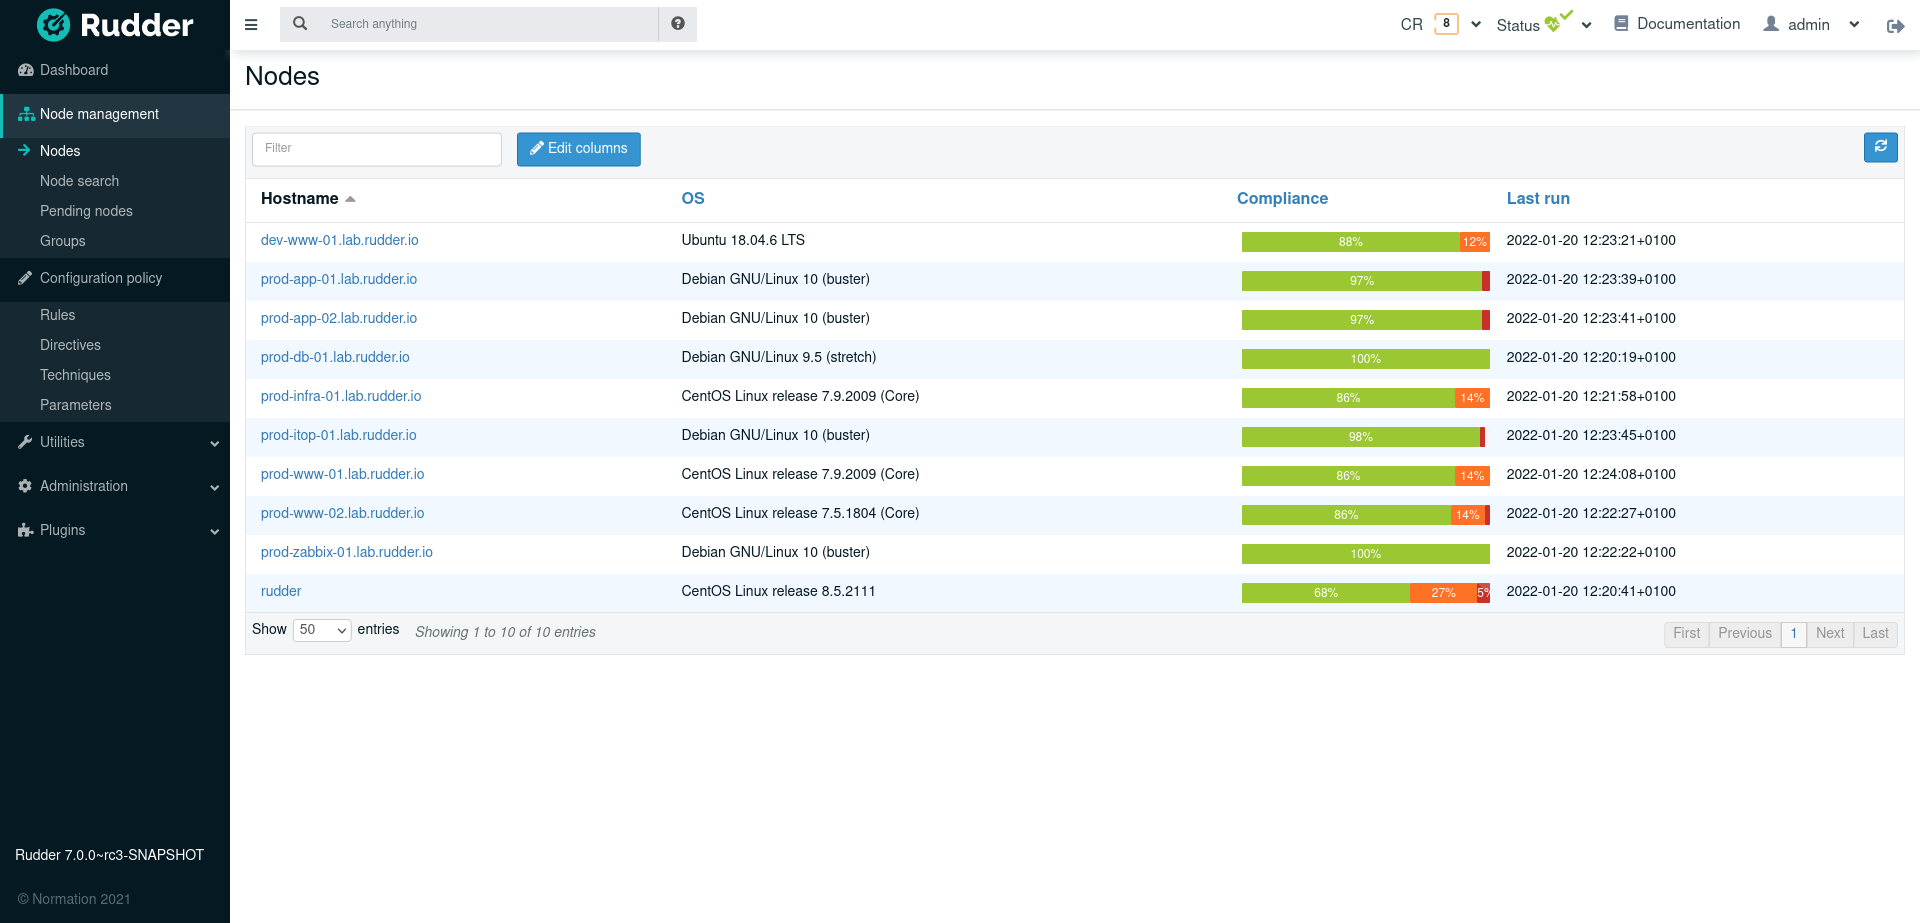 Rudder
Search anything
CR 8 Status Documentation admin
Dashboard
Node management
Nodes
Node search
Pending nodes
Groups
Configuration policy
Rules
Directives
Techniques
Parameters
Utilities
Administration
Plugins
Rudder 7.0.0~rc3-SNAPSHOT
© Normation 2021
Nodes
Filter Edit columns
Hostname OS Compliance Last run
dev-www-01.lab.rudder.io Ubuntu 18.04.6 LTS 88% 12% 2022-01-20 12:23:21+0100
prod-app-01.lab.rudder.io Debian GNU/Linux 10 (buster) 97% 2022-01-20 12:23:39+0100
prod-app-02.lab.rudder.io Debian GNU/Linux 10 (buster) 97% 2022-01-20 12:23:41+0100
prod-db-01.lab.rudder.io Debian GNU/Linux 9.5 (stretch) 100% 2022-01-20 12:20:19+0100
prod-infra-01.lab.rudder.io CentOS Linux release 7.9.2009 (Core) 86% 14% 2022-01-20 12:21:58+0100
prod-itop-01.lab.rudder.io Debian GNU/Linux 10 (buster) 98% 2022-01-20 12:23:45+0100
prod-www-01.lab.rudder.io CentOS Linux release 7.9.2009 (Core) 86% 14% 2022-01-20 12:24:08+0100
prod-www-02.lab.rudder.io CentOS Linux release 7.5.1804 (Core) 86% 14% 2022-01-20 12:22:27+0100
prod-zabbix-01.lab.rudder.io Debian GNU/Linux 10 (buster) 100% 2022-01-20 12:22:22+0100
rudder CentOS Linux release 8.5.2111 68% 27% 5% 2022-01-20 12:20:41+0100
Show 50 entries Showing 1 to 10 of 10 entries First Previous 1 Next Last